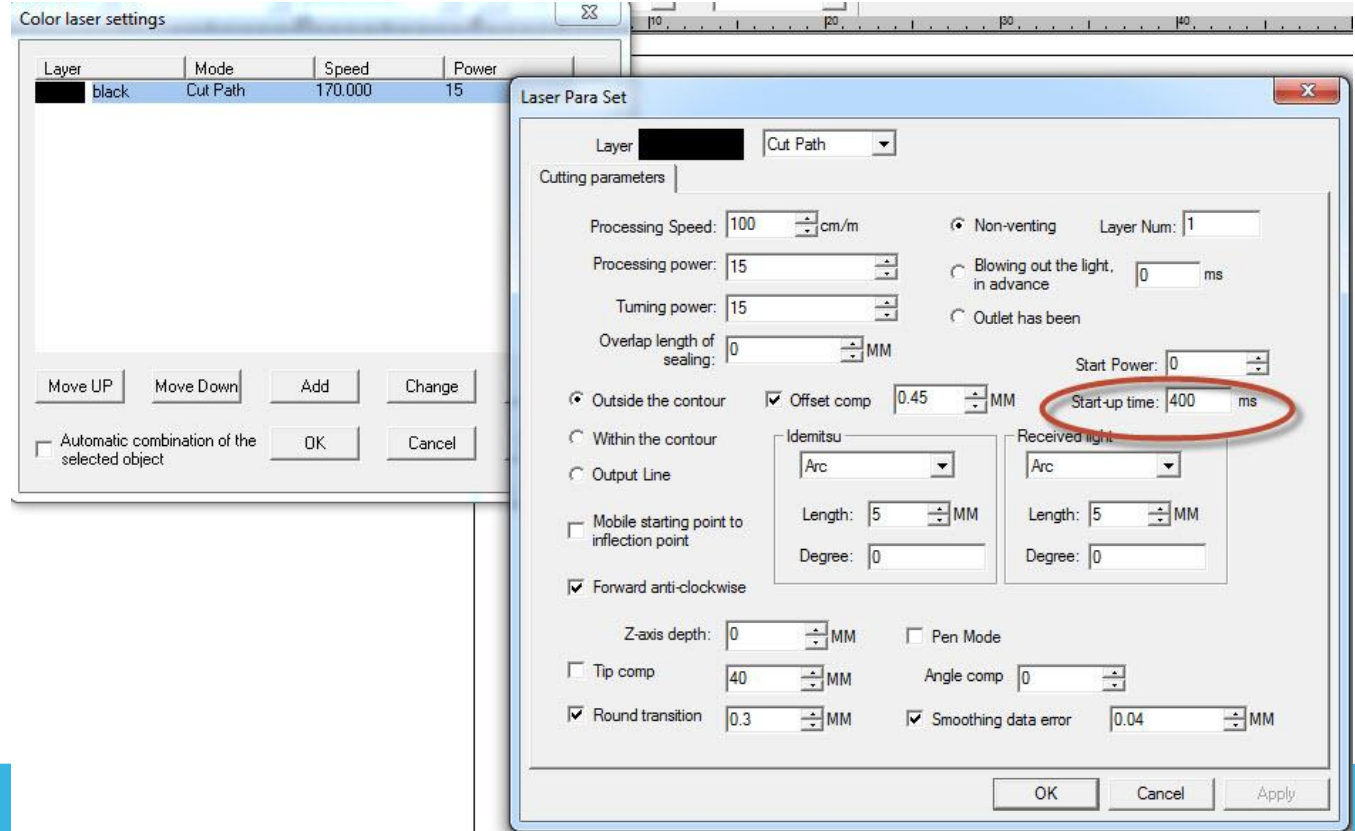 Color laser settings
10 20 30 40
Layer Mode Speed Power
black Cut Path 170.000 15
Move UP Move Down Add Change
Automatic combination of the
selected object
OK Cancel
Laser Para Set
Layer Cut Path
Cutting parameters
Processing Speed: 100 cm/m
Non-venting
Layer Num: 1
Processing power: 15
Blowing out the light,
in advance
0 ms
Turning power: 15
Outlet has been
Overlap length of
sealing:
0 MM
Start Power: 0
Outside the contour
Offset comp 0.45 MM
Start-up time: 400 ms
Within the contour
Output Line
Idemitsu
Arc
Length: 5 MM
Degree: 0
Received light
Arc
Length: 5 MM
Degree: 0
Mobile starting point to
inflection point
Forward anti-clockwise
Z-axis depth: 0 MM
Pen Mode
Tip comp 40 MM
Angle comp 0
Round transition 0.3 MM
Smoothing data error 0.04 MM
OK Cancel Apply